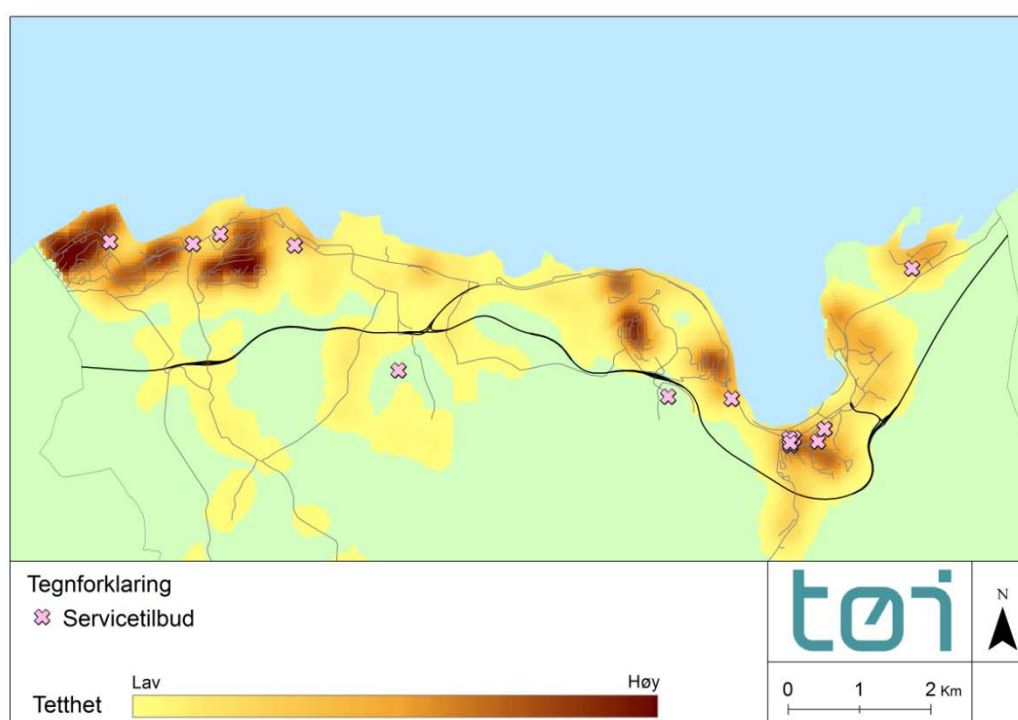 Tegnforklaring
Servicetilbud
Tetthet
Lav
Høy
tøi
N
0 1 2 Km